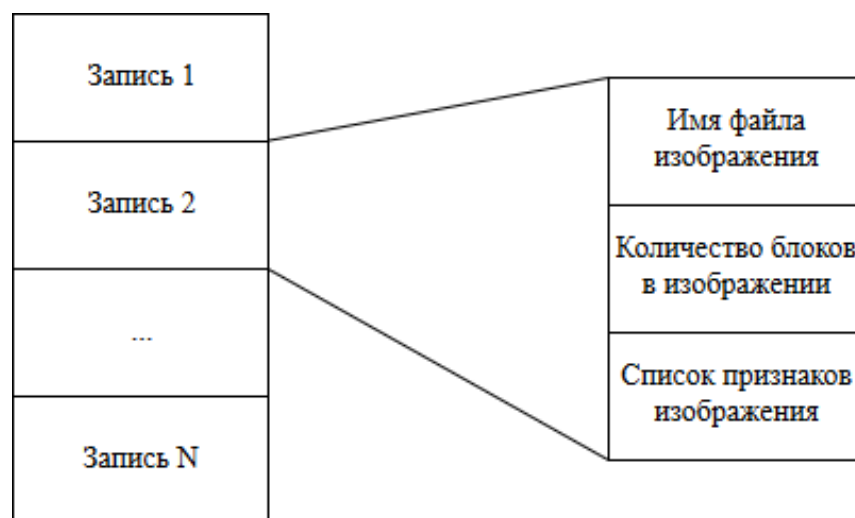 Запись 1
Запись 2
...
Запись N
Имя файла
изображения
Количество блоков
в изображении
Список признаков
изображения